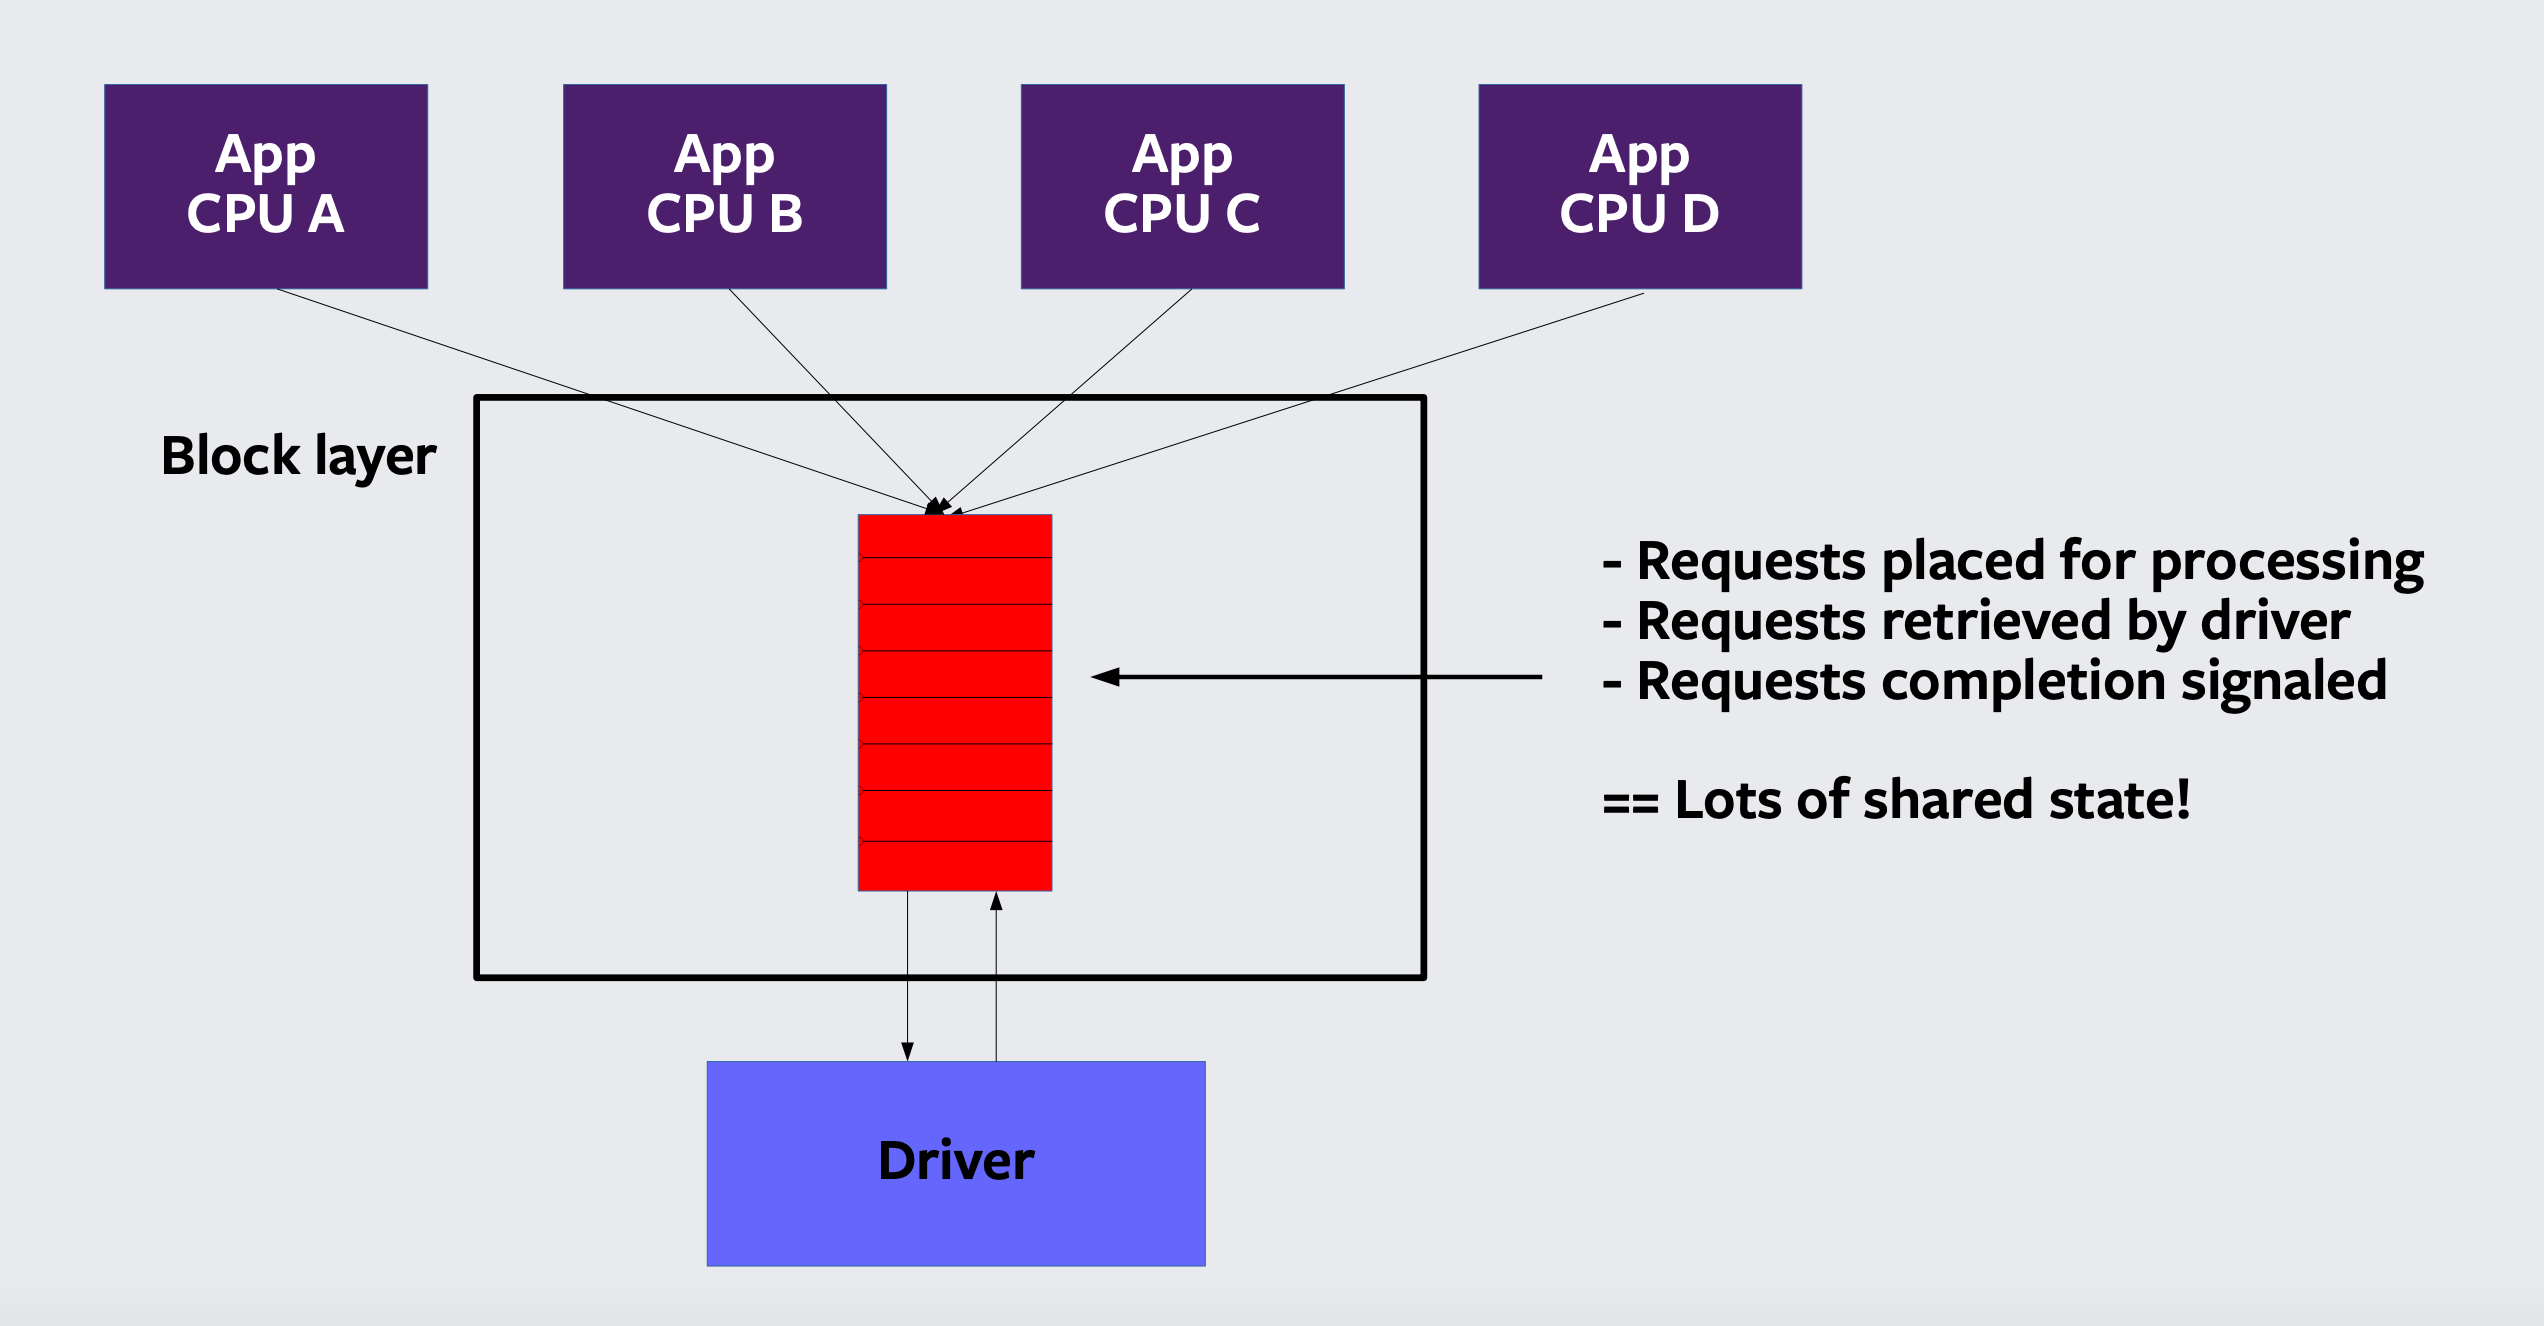 App
CPU A
App
CPU B
App
CPU C
App
CPU D
Block layer
- Requests placed for processing
- Requests retrieved by driver
- Requests completion signaled
== Lots of shared state!
Driver